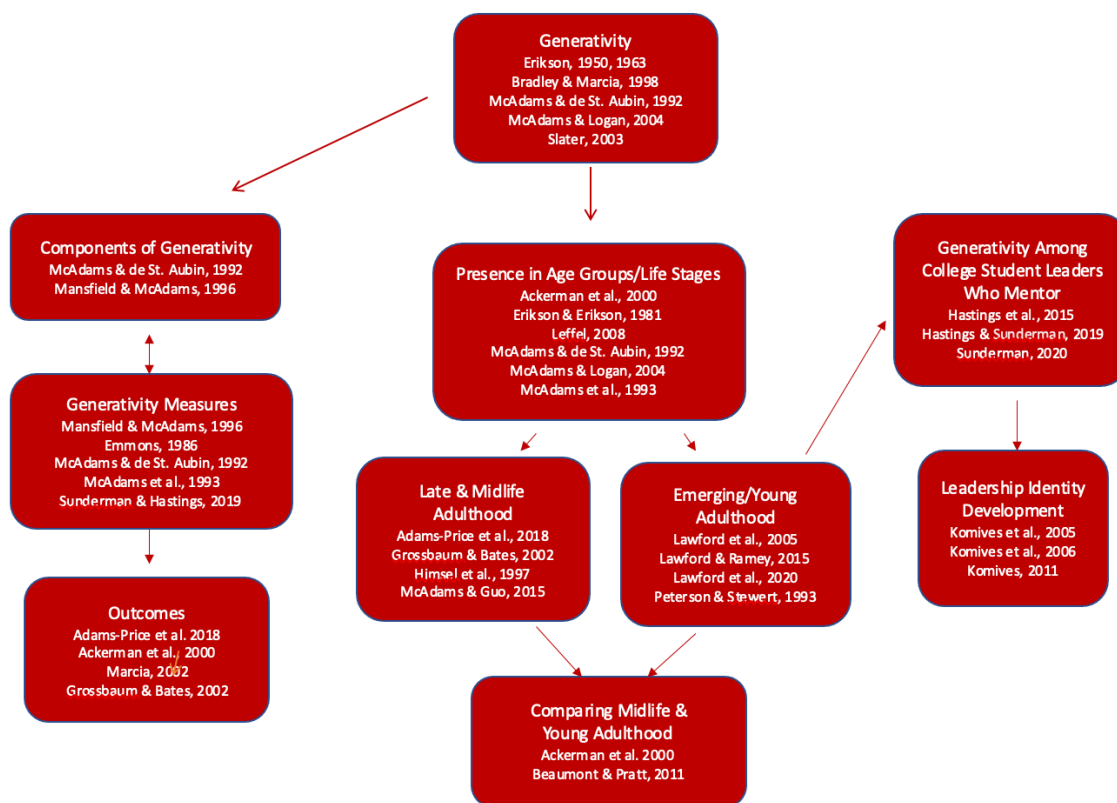 Generativity
Erikson, 1950, 1963
Bradley & Marcia, 1998
McAdams & de St. Aubin, 1992
McAdams & Logan, 2004
Slater, 2003
Components of Generativity
McAdams & de St. Aubin, 1992
Mansfield & McAdams, 1996
Generativity Measures
Mansfield & McAdams, 1996
Emmons, 1986
McAdams & de St. Aubin, 1992
McAdams et al., 1993
Sunderman & Hastings, 2019
Outcomes
Adams-Price et al. 2018
Ackerman et al., 2000
Marcia, 2002
Grossbaum & Bates, 2002
Presence in Age Groups/Life Stages
Ackerman et al., 2000
Erikson & Erikson, 1981
Leffel, 2008
McAdams & de St. Aubin, 1992
McAdams & Logan, 2004
McAdams et al., 1993
Late & Midlife
Adulthood
Adams-Price et al., 2018
Grossbaum & Bates, 2002
Himsel et al., 1997
McAdams & Guo, 2015
Emerging/Young
Adulthood
Lawford et al., 2005
Lawford & Ramey, 2015
Lawford et al., 2020
Peterson & Stewert, 1993
Comparing Midlife &
Young Adulthood
Ackerman et al. 2000
Beaumont & Pratt, 2011
Generativity Among
College Student Leaders
Who Mentor
Hastings et al., 2015
Hastings & Sunderman, 2019
Sunderman, 2020
Leadership Identity
Development
Komives et al., 2005
Komives et al., 2006
Komives, 2011